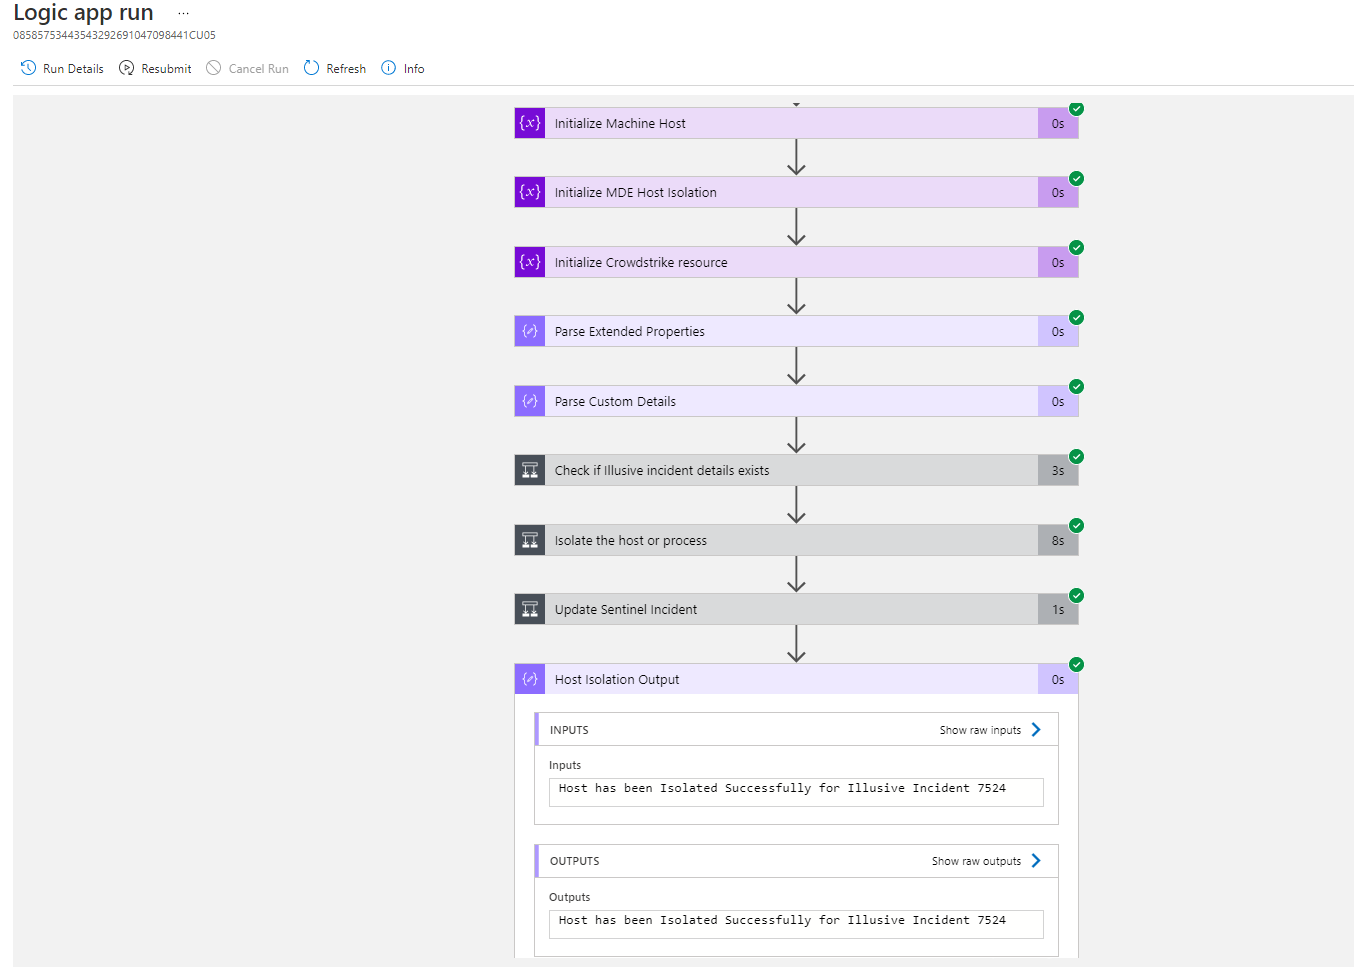 Logic app run ...
08585753443543292691047098441CU05
Run Details Resubmit Cancel Run Refresh Info
{x} Initialize Machine Host 0s
{x} Initialize MDE Host Isolation 0s
{x} Initialize Crowdstrike resource 0s
Parse Extended Properties 0s
Parse Custom Details 0s
Check if Illusive incident details exists 3s
Isolate the host or process 8s
Update Sentinel Incident 1s
Host Isolation Output 0s
INPUTS Show raw inputs
Inputs
Host has been Isolated Successfully for Illusive Incident 7524
OUTPUTS Show raw outputs
Outputs
Host has been Isolated Successfully for Illusive Incident 7524